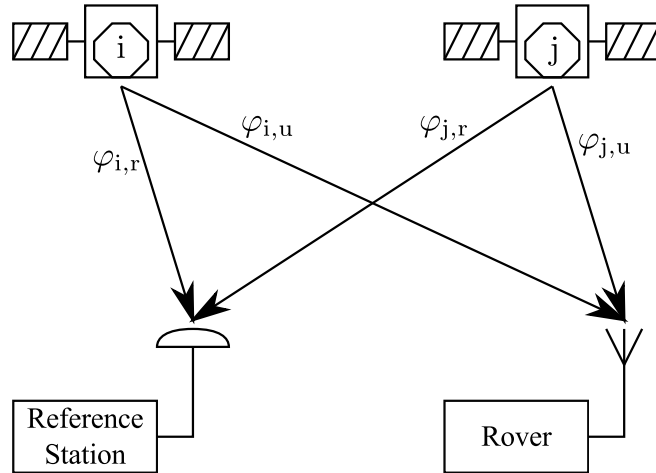 i
j
φi,u
φj,r
φi,r
φj,u
Reference
Station
Rover